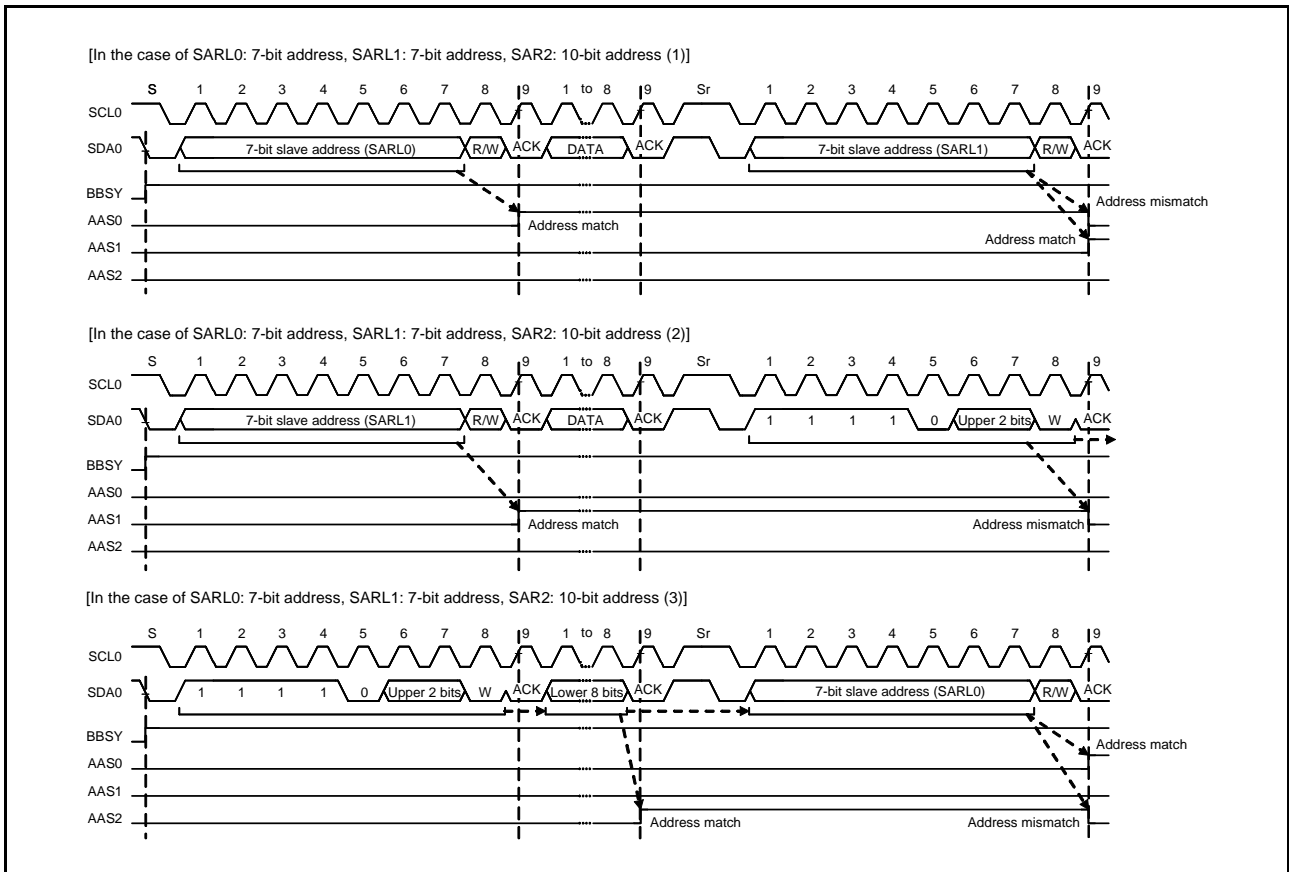 [In the case of SARL0: 7-bit address, SARL1: 7-bit address, SAR2: 10-bit address (1)]
S 1 2 3 4 5 6 7 8 9 1 to 8 9 Sr 1 2 3 4 5 6 7 8 9
SCL0
SDA0 7-bit slave address (SARL0) R/W ACK DATA ACK 7-bit slave address (SARL1) R/W ACK
BBSY
Address mismatch
AAS0 Address match
AAS1 Address match
AAS2
[In the case of SARL0: 7-bit address, SARL1: 7-bit address, SAR2: 10-bit address (2)]
S 1 2 3 4 5 6 7 8 9 1 to 8 9 Sr 1 2 3 4 5 6 7 8 9
SCL0
SDA0 7-bit slave address (SARL1) R/W ACK DATA ACK 1 1 1 1 0 Upper 2 bits W ACK
BBSY
AAS0
AAS1 Address match Address mismatch
AAS2
[In the case of SARL0: 7-bit address, SARL1: 7-bit address, SAR2: 10-bit address (3)]
S 1 2 3 4 5 6 7 8 9 1 to 8 9 Sr 1 2 3 4 5 6 7 8 9
SCL0
SDA0 1 1 1 1 0 Upper 2 bits W ACK Lower 8 bits ACK 7-bit slave address (SARL0) R/W ACK
BBSY
Address match
AAS0
AAS1
AAS2 Address match Address mismatch